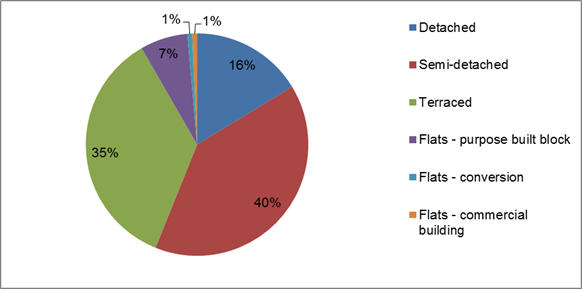 1%
1%
7%
16%
35%
40%
Detached
Semi-detached
Terraced
Flats - purpose built block
Flats - conversion
Flats - commercial
building